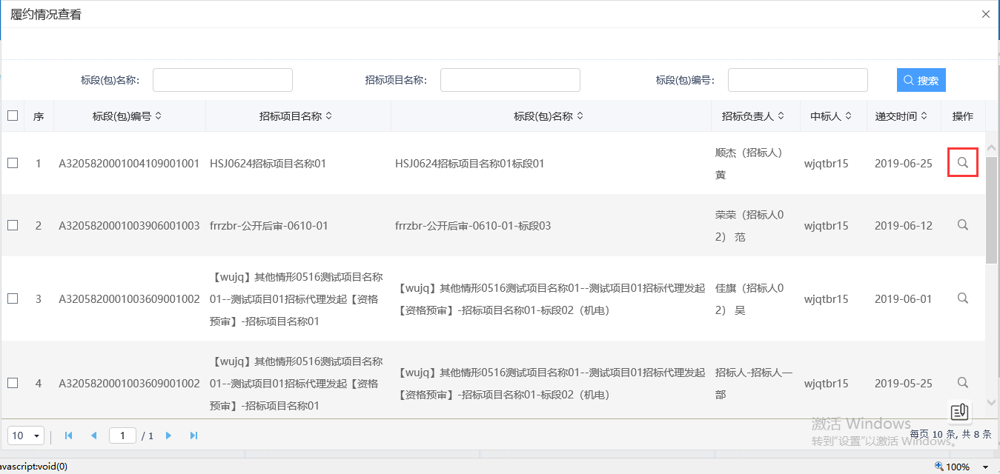 履约情况查看
标段(包)名称:
招标项目名称:
标段(包)编号:
搜索
序
标段(包)编号
招标项目名称
标段(包)名称
招标负责人
中标人
递交时间
操作
1
A3205820001004109001001
HSJ0624招标项目名称01
HSJ0624招标项目名称01标段01
顺杰（招标人）
黄
wjqtbr15
2019-06-25
2
A3205820001003906001003
frrzbr-公开后审-0610-01
frrzbr-公开后审-0610-01-标段03
荣荣（招标人0
2） 范
wjqtbr15
2019-06-12
3
A3205820001003609001002
【wujq】其他情形0516测试项目名称
01--测试项目01招标代理发起【资格
预审】-招标项目名称01
【wujq】其他情形0516测试项目名称01--测试项目01招标代理发起
【资格预审】-招标项目名称01-标段02（机电）
佳旗（招标人0
2） 吴
wjqtbr15
2019-06-01
4
A3205820001003609001002
【wujq】其他情形0516测试项目名称
01--测试项目01招标代理发起【资格
预审】-招标项目名称01
【wujq】其他情形0516测试项目名称01--测试项目01招标代理发起
【资格预审】-招标项目名称01-标段02（机电）
招标人-招标人一
部
wjqtbr15
2019-05-25
10
1
/ 1
激活 Windows
转到"设置"以激活 Windows。
每页 10 条, 共 8 条
avascript:void(0)
100%